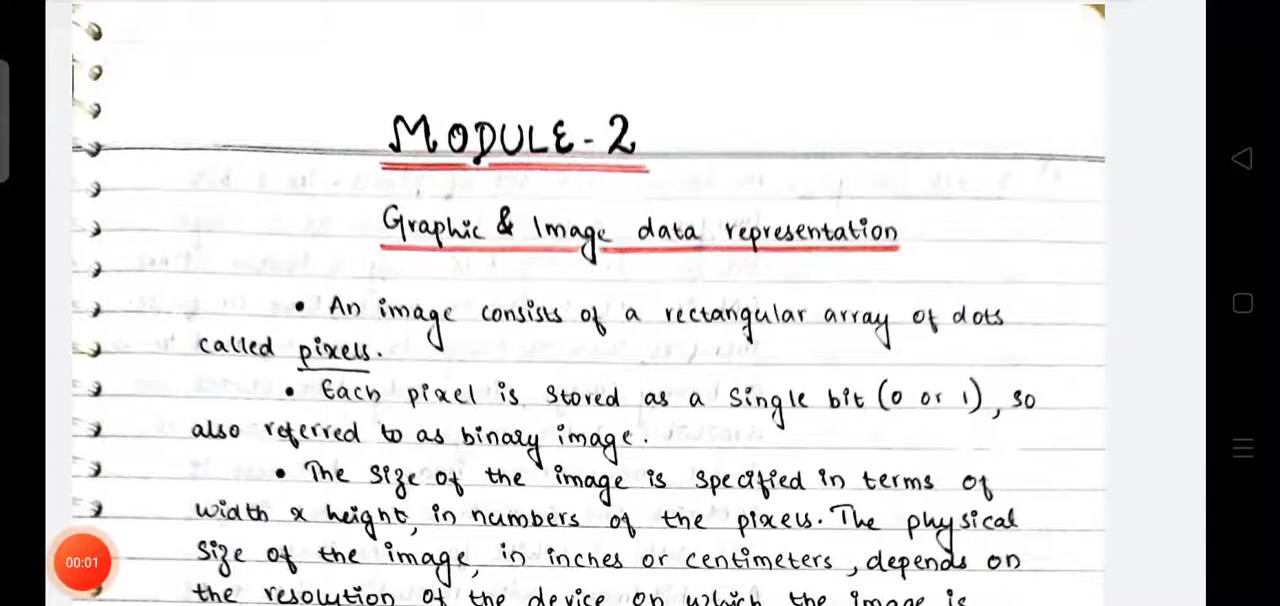 MODULE-2
Graphic & Image data representation
• An image consists of a rectangular array of dots
called pixels.
• Each pixel is stored as a single bit (0 or 1), so
also referred to as binary image.
• The size of the image is specified in terms of
width x height, in numbers of the pixels. The physical
size of the image, in inches or centimeters, depends on
the resolution of the device on which the image is
00:01